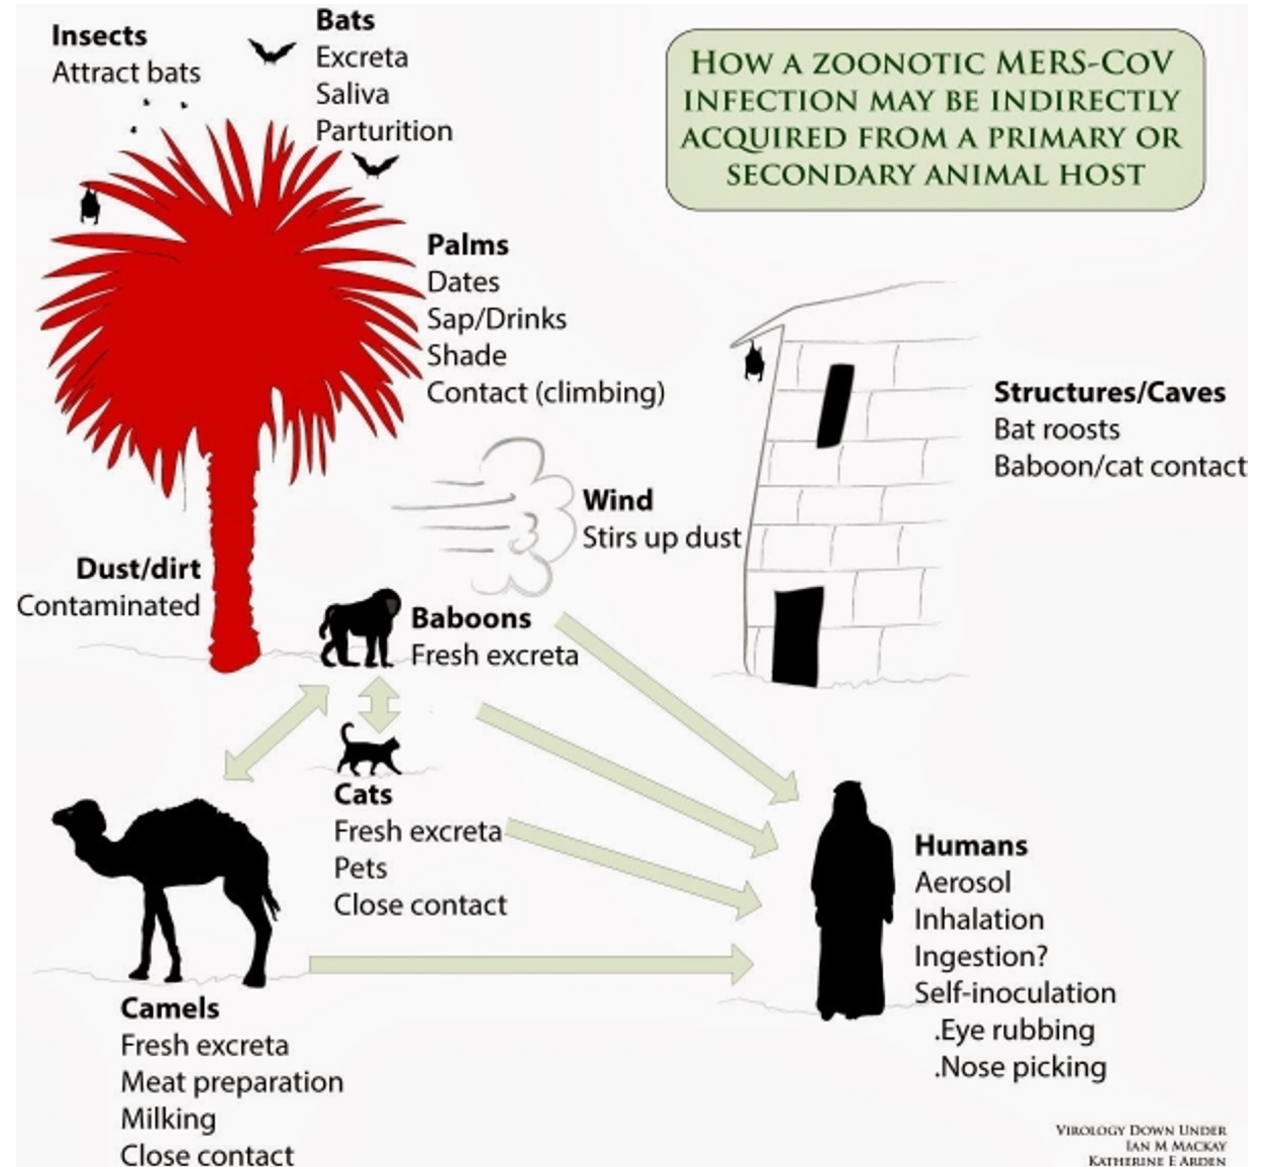 Insects
Attract bats
Bats
Excreta
Saliva
Parturition
HOW A ZOONOTIC MERS-COV
INFECTION MAY BE INDIRECTLY
ACQUIRED FROM A PRIMARY OR
SECONDARY ANIMAL HOST
Palms
Dates
Sap/Drinks
Shade
Contact (climbing)
Structures/Caves
Bat roosts
Baboon/cat contact
Wind
Stirs up dust
Dust/dirt
Contaminated
Baboons
Fresh excreta
Cats
Fresh excreta
Pets
Close contact
Humans
Aerosol
Inhalation
Ingestion?
Self-inoculation
.Eye rubbing
.Nose picking
Camels
Fresh excreta
Meat preparation
Milking
Close contact
VIROLOGY DOWN UNDER
IAN M MACKAY
KATHERINE E ARDEN